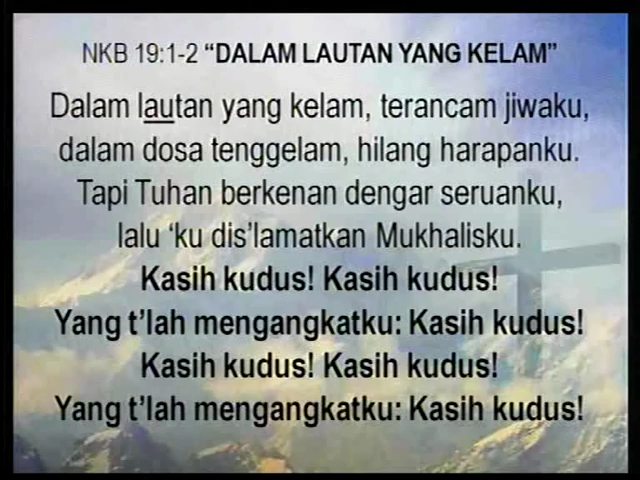 NKB 19:1-2 “DALAM LAUTAN YANG KELAM”
Dalam lautan yang kelam, terancam jiwaku,
dalam dosa tenggelam, hilang harapanku.
Tapi Tuhan berkenan dengar seruanku,
lalu ‘ku dis’lamatkan Mukhalisku.
Kasih kudus! Kasih kudus!
Yang t’lah mengangkatku: Kasih kudus!
Kasih kudus! Kasih kudus!
Yang t’lah mengangkatku: Kasih kudus!